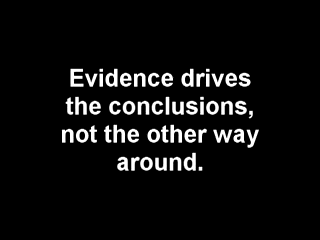 Evidence drives
the conclusions,
not the other way
around.